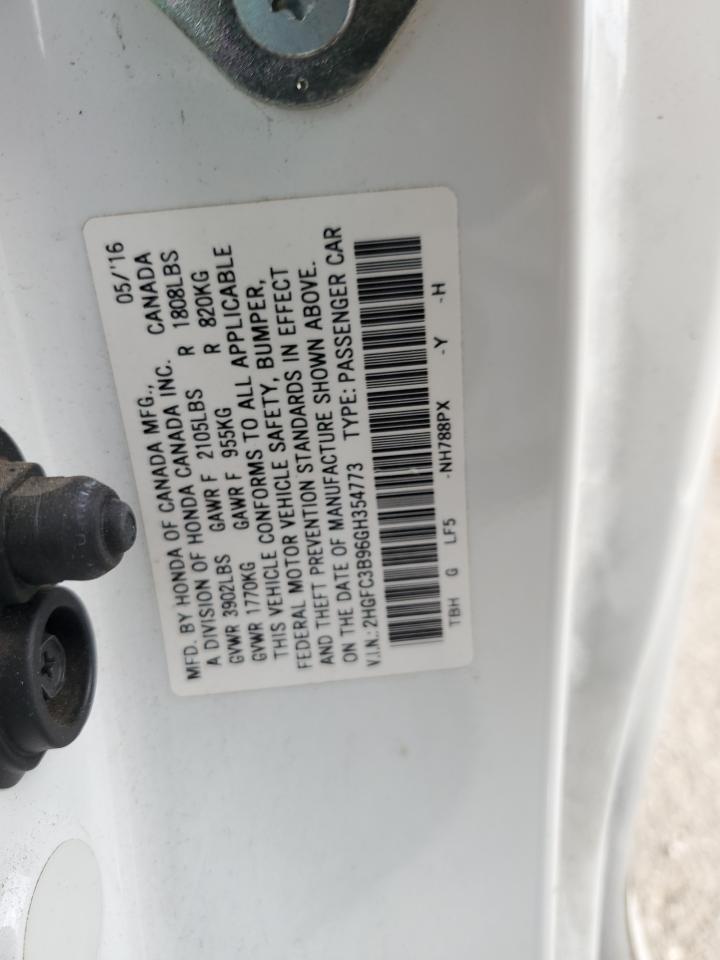 MFD. BY HONDA OF CANADA MFG., 05/'16
A DIVISION OF HONDA CANADA INC. CANADA
GVWR 3902LBS GAWR F 2105LBS R 1808LBS
GVWR 1770KG GAWR F 955KG R 820KG
THIS VEHICLE CONFORMS TO ALL APPLICABLE
FEDERAL MOTOR VEHICLE SAFETY, BUMPER,
AND THEFT PREVENTION STANDARDS IN EFFECT
ON THE DATE OF MANUFACTURE SHOWN ABOVE.
V.I.N.: 2HGFC3B96GH354773 TYPE: PASSENGER CAR
TBH G LF5 -NH788PX -Y -H